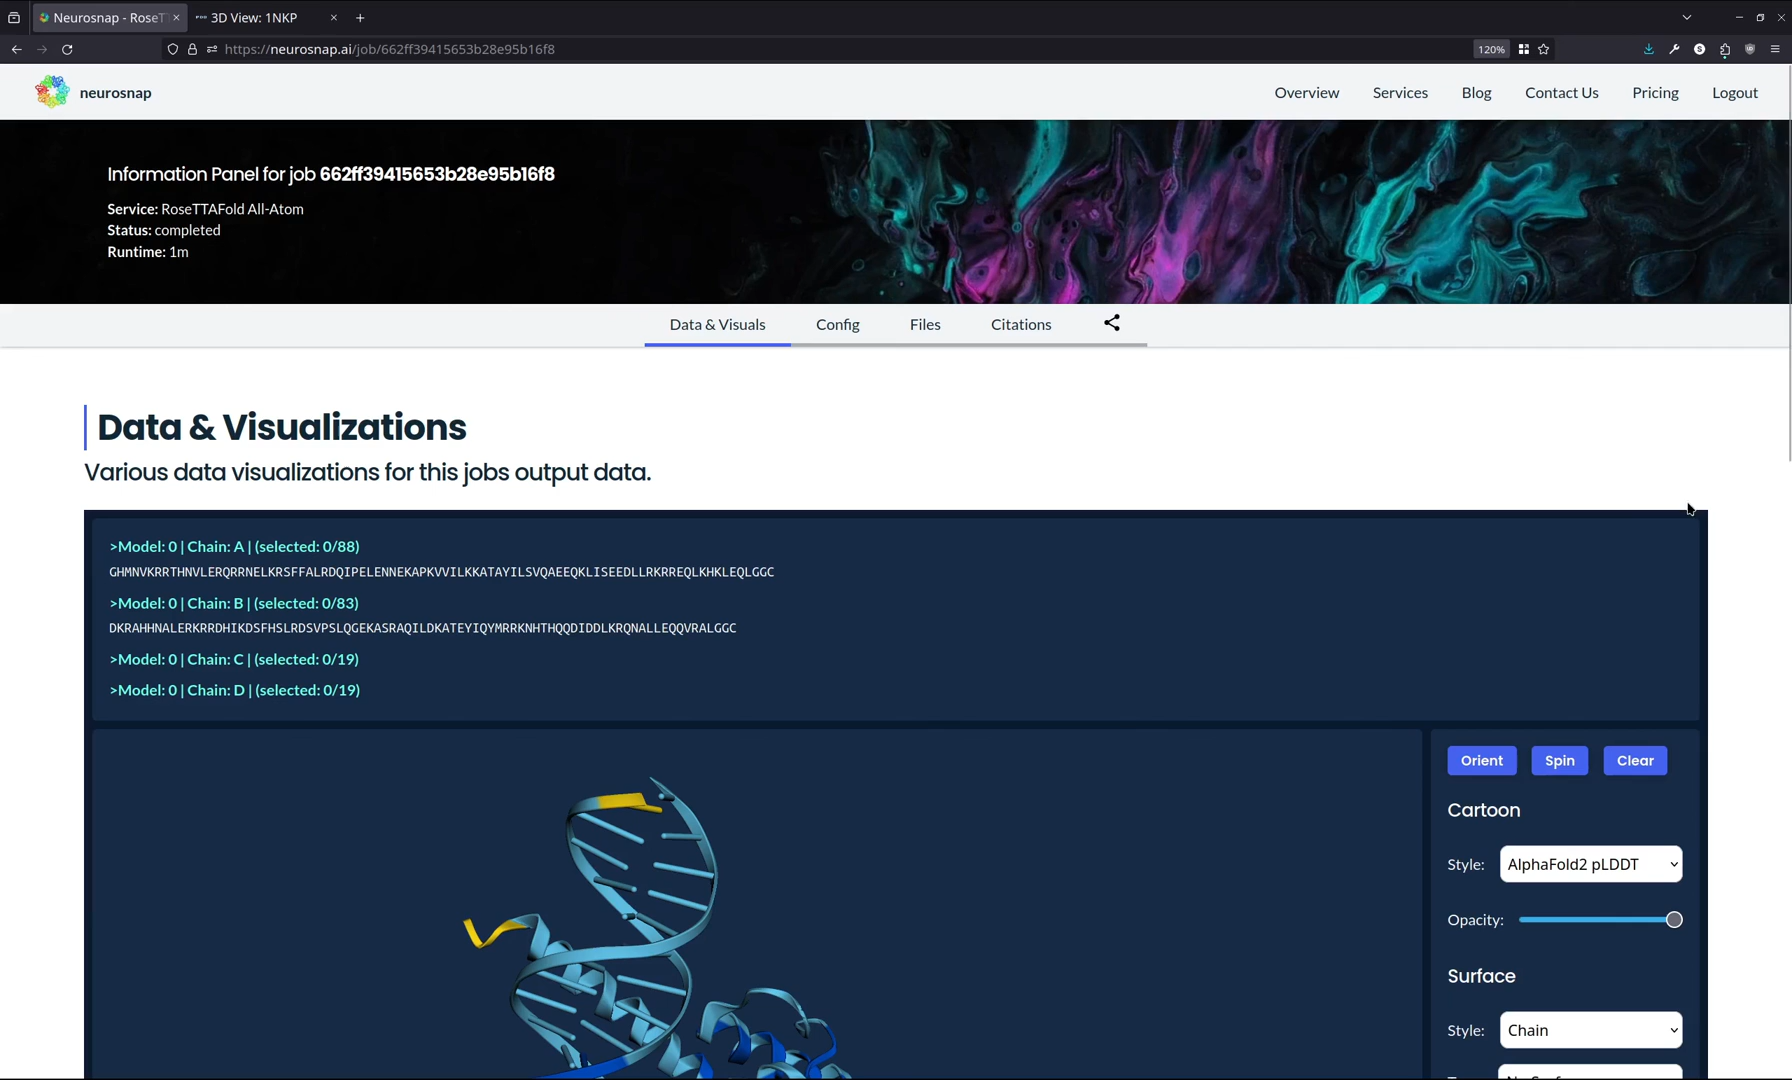 Neurosnap - RoseT
3D View: 1NKP
https://neurosnap.ai/job/662ff39415653b28e95b16f8
120%
neurosnap
Overview Services Blog Contact Us Pricing Logout
Information Panel for job 662ff39415653b28e95b16f8
Service: RoseTTAFold All-Atom
Status: completed
Runtime: 1m
Data & Visuals Config Files Citations
Data & Visualizations
Various data visualizations for this jobs output data.
>Model: 0 | Chain: A | (selected: 0/88)
GHMNVKRRTHNVLERQRRNELKRSFFALRDQIPELENNEKAPKVVILKKATAYILSVQAEEQKLISEEDLLRKRREQLKHKLEQLGGC
>Model: 0 | Chain: B | (selected: 0/83)
DKRAHHNALERKRRDHIKDSFHSLRDSVPSLQGEKASRAQILDKATEYIQYMRRKNHTHQQDIDDLKRQNALLEQQVRALGGC
>Model: 0 | Chain: C | (selected: 0/19)
>Model: 0 | Chain: D | (selected: 0/19)
Orient Spin Clear
Cartoon
Style: AlphaFold2 pLDDT
Opacity:
Surface
Style: Chain